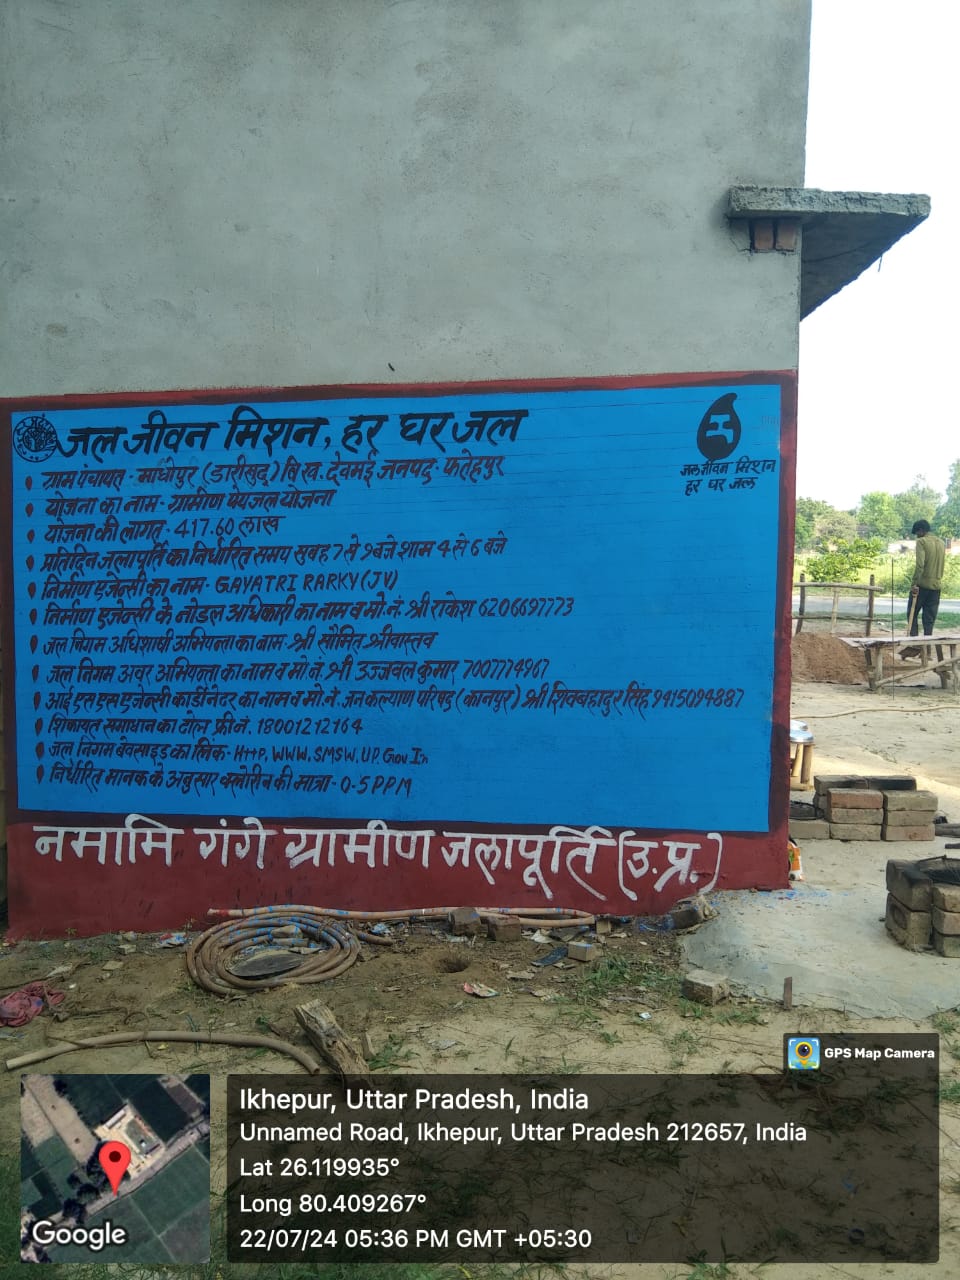 जल जीवन मिशन, हर घर जल
जल जीवन मिशन
हर घर जल
ग्राम पंचायत - माधोपुर (डारीखुर्द) वि.ख. देवमई जनपद - फतेहपुर
योजना का नाम - ग्रामीण पेयजल योजना
योजना की लागत - 417.60 लाख
प्रतिदिन जलापूर्ति का निर्धारित समय सुबह 7 से 9 बजे शाम 4 से 6 बजे
निर्माण एजेन्सी का नाम - GAYATRI RARKY (JV)
निर्माण एजेन्सी के नोडल अधिकारी का नाम व मो.नं. श्री राकेश 6206697773
जल निगम अधिशाषी अभियन्ता का नाम - श्री सौमित श्रीवास्तव
जल निगम अवर अभियन्ता का नाम व मो.नं. श्री उज्जवल कुमार 7007774967
आई एस एस एजेन्सी कार्डीनेटर का नाम व मो.नं. जन कल्याण परिषद (कानपुर) श्री शिवबहादुर सिंह 9415094887
शिकायत समाधान का टोल फ्री नं. 18001212164
जल निगम वेबसाइड का लिंक - Http, WWW. SMSW. UP. Gov In
निर्धारित मानक के अनुसार क्लोरीन की मात्रा - 0.5 PPM
नमामि गंगे ग्रामीण जलापूर्ति (उ.प्र.)
GPS Map Camera
Ikhepur, Uttar Pradesh, India
Unnamed Road, Ikhepur, Uttar Pradesh 212657, India
Lat 26.119935°
Long 80.409267°
22/07/24 05:36 PM GMT +05:30
Google